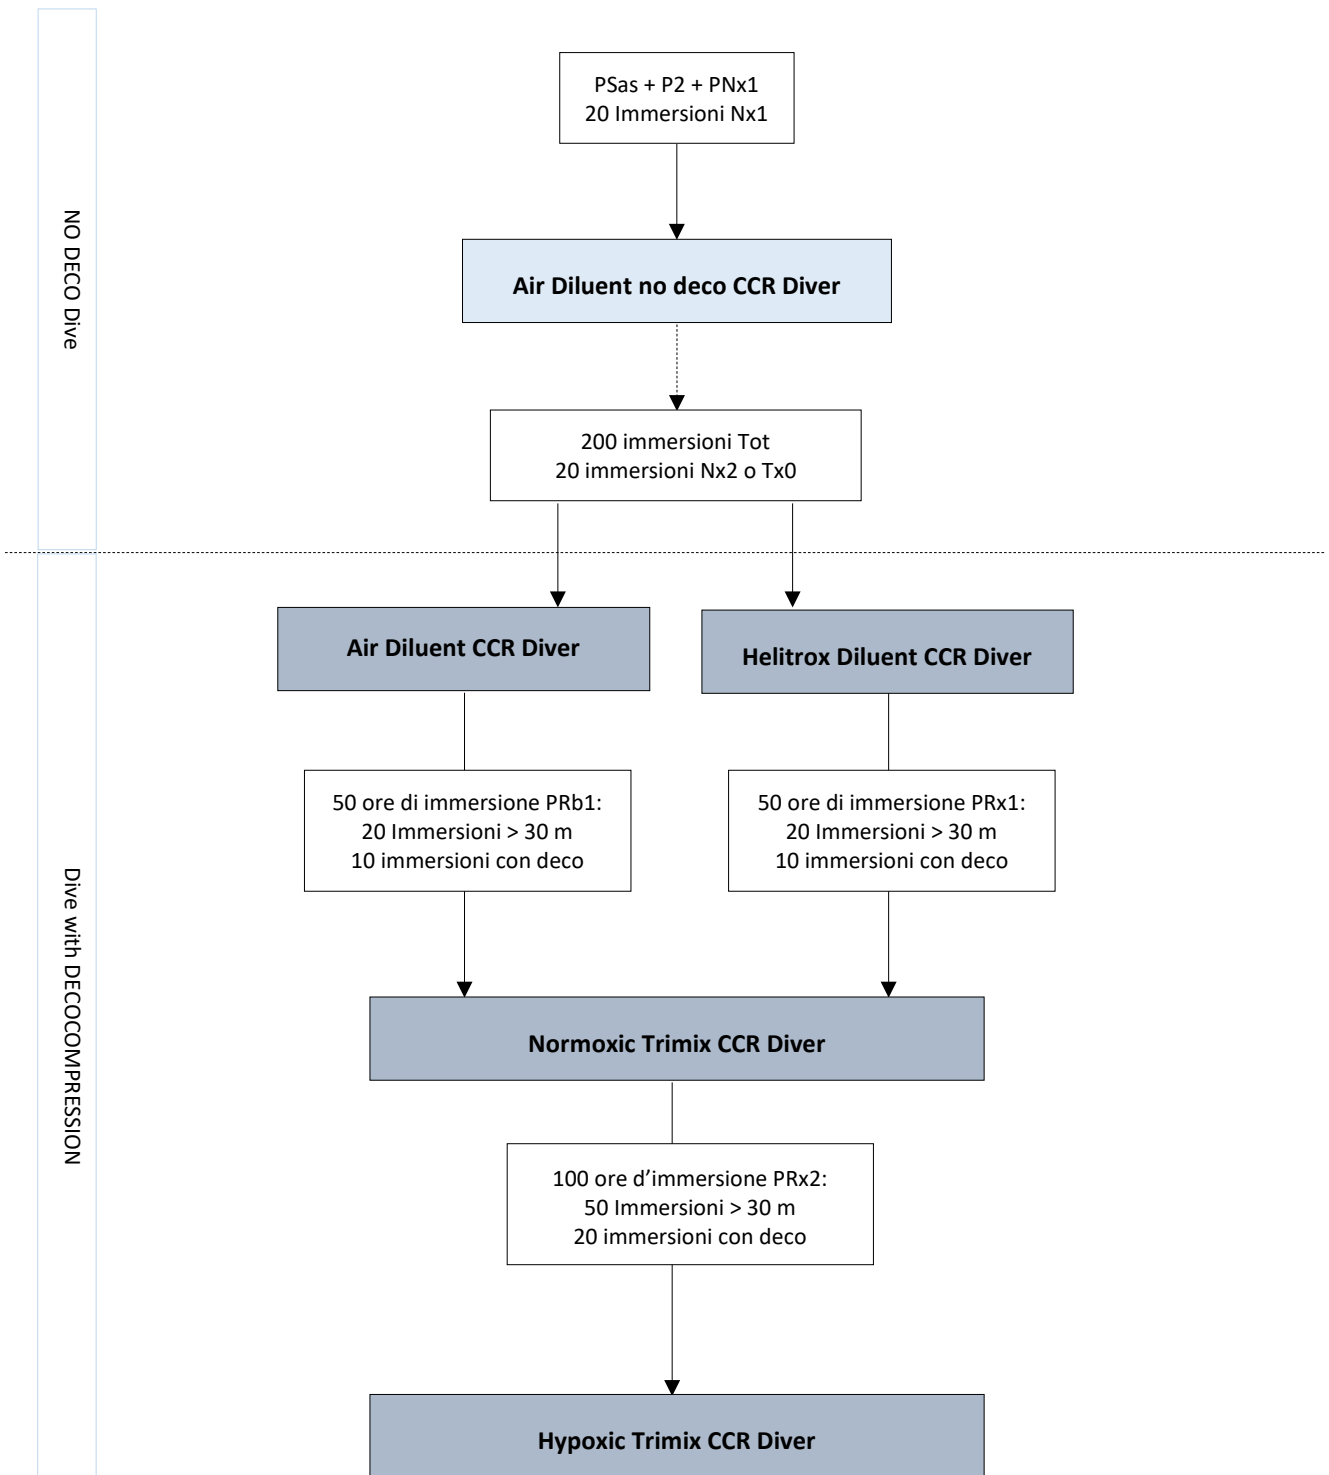 NO DECO Dive
PSas + P2 + PNx1
20 Immersioni Nx1
Air Diluent no deco CCR Diver
200 immersioni Tot
20 immersioni Nx2 o Tx0
Dive with DECOCOMPRESSION
Air Diluent CCR Diver
Helitrox Diluent CCR Diver
50 ore di immersione PRb1:
20 Immersioni > 30 m
10 immersioni con deco
50 ore di immersione PRx1:
20 Immersioni > 30 m
10 immersioni con deco
Normoxic Trimix CCR Diver
100 ore d’immersione PRx2:
50 Immersioni > 30 m
20 immersioni con deco
Hypoxic Trimix CCR Diver